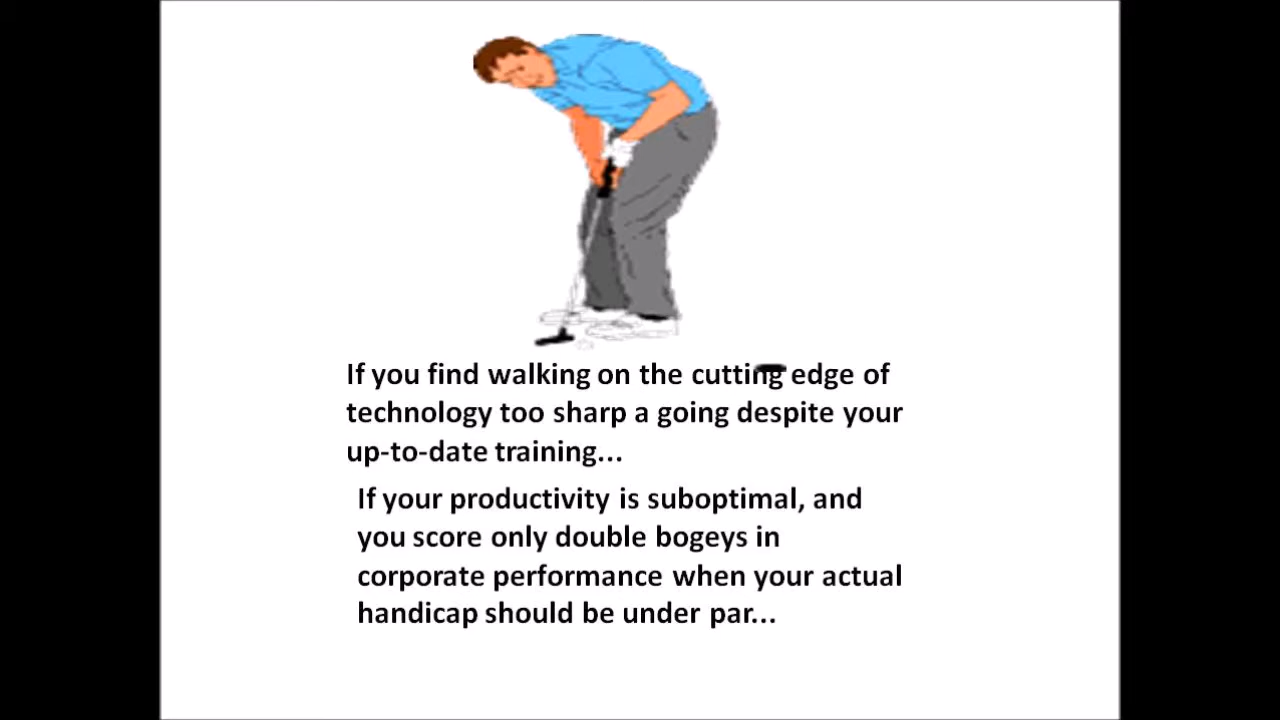 If you find walking on the cutting edge of
technology too sharp a going despite your
up-to-date training...
If your productivity is suboptimal, and
you score only double bogeys in
corporate performance when your actual
handicap should be under par...